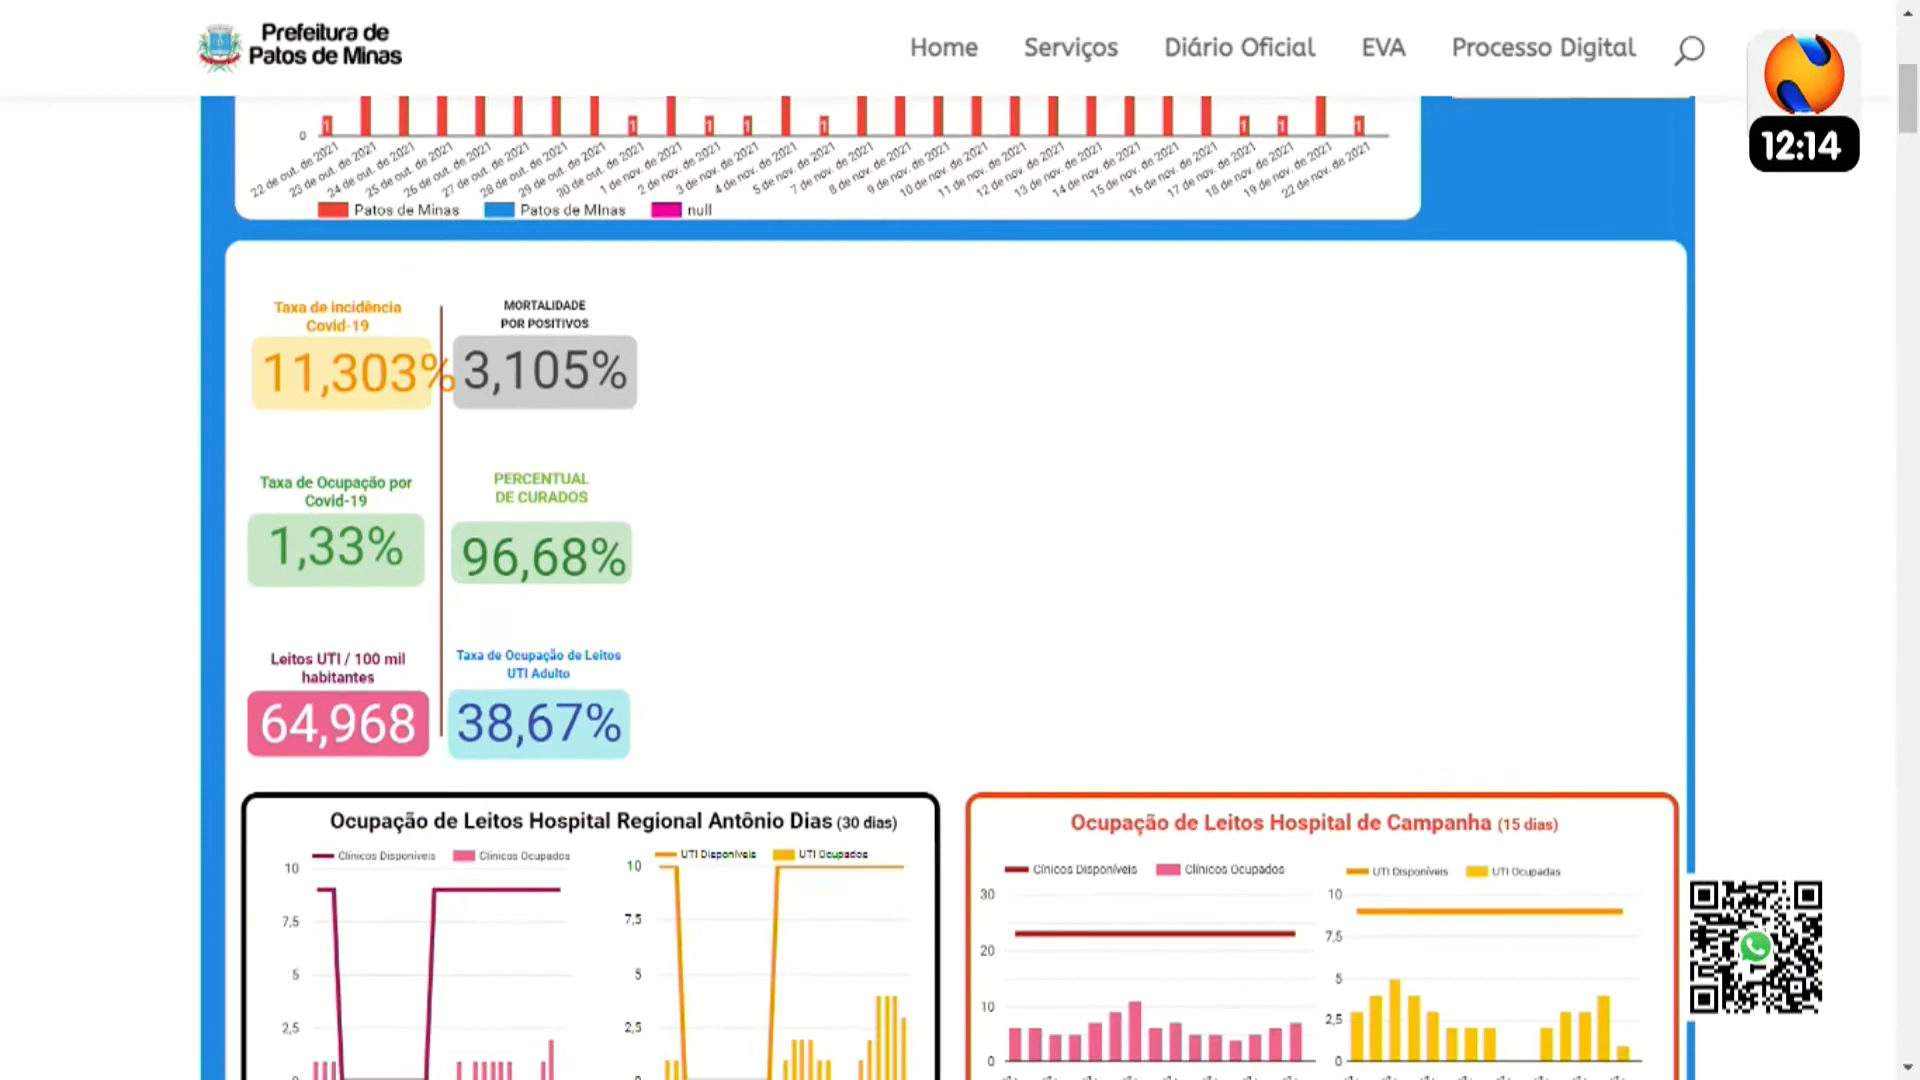 Prefeitura de
Patos de Minas
Home Serviços Diário Oficial EVA Processo Digital
12:14
0
1 1 1 1 1 1 1 1
22 de out. de 2021
23 de out. de 2021
24 de out. de 2021
25 de out. de 2021
26 de out. de 2021
27 de out. de 2021
28 de out. de 2021
29 de out. de 2021
30 de out. de 2021
1 de nov. de 2021
2 de nov. de 2021
3 de nov. de 2021
4 de nov. de 2021
5 de nov. de 2021
7 de nov. de 2021
8 de nov. de 2021
9 de nov. de 2021
10 de nov. de 2021
11 de nov. de 2021
12 de nov. de 2021
13 de nov. de 2021
14 de nov. de 2021
15 de nov. de 2021
16 de nov. de 2021
17 de nov. de 2021
18 de nov. de 2021
19 de nov. de 2021
22 de nov. de 2021
Patos de Minas Patos de MInas null
Taxa de incidência
Covid-19
11,303%
MORTALIDADE
POR POSITIVOS
3,105%
Taxa de Ocupação por
Covid-19
1,33%
PERCENTUAL
DE CURADOS
96,68%
Leitos UTI / 100 mil
habitantes
64,968
Taxa de Ocupação de Leitos
UTI Adulto
38,67%
Ocupação de Leitos Hospital Regional Antônio Dias (30 dias)
Clínicos Disponíveis Clínicos Ocupados
10
7,5
5
2,5
UTI Disponíveis UTI Ocupados
10
7,5
5
2,5
Ocupação de Leitos Hospital de Campanha (15 dias)
Cínicos Disponíveis Clínicos Ocupados
30
20
10
0
UTI Disponíveis UTI Ocupadas
10
7,5
5
2,5
0